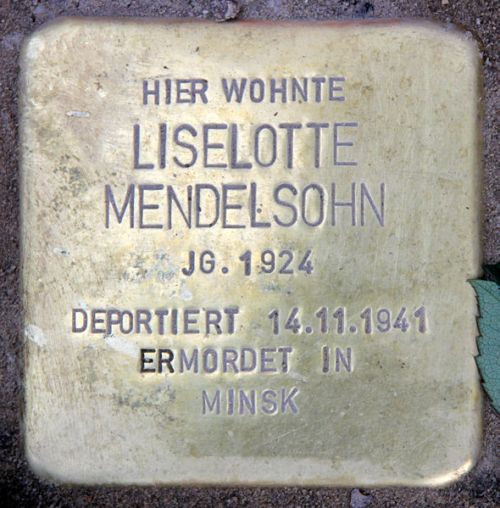 HIER WOHNTE
LISELOTTE
MENDELSOHN
JG. 1924
DEPORTIERT 14.11.1941
ERMORDET IN
MINSK